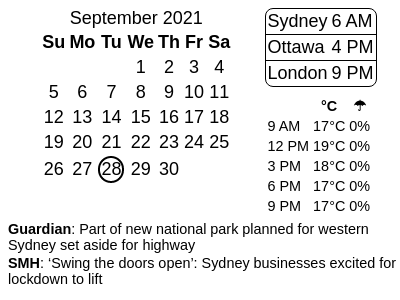 September 2021
Su Mo Tu We Th Fr Sa
1 2 3 4
5 6 7 8 9 10 11
12 13 14 15 16 17 18
19 20 21 22 23 24 25
26 27 28 29 30
Sydney 6 AM
Ottawa 4 PM
London 9 PM
°C ☂
9 AM 17°C 0%
12 PM 19°C 0%
3 PM 18°C 0%
6 PM 17°C 0%
9 PM 17°C 0%
Guardian: Part of new national park planned for western
Sydney set aside for highway
SMH: ‘Swing the doors open’: Sydney businesses excited for
lockdown to lift